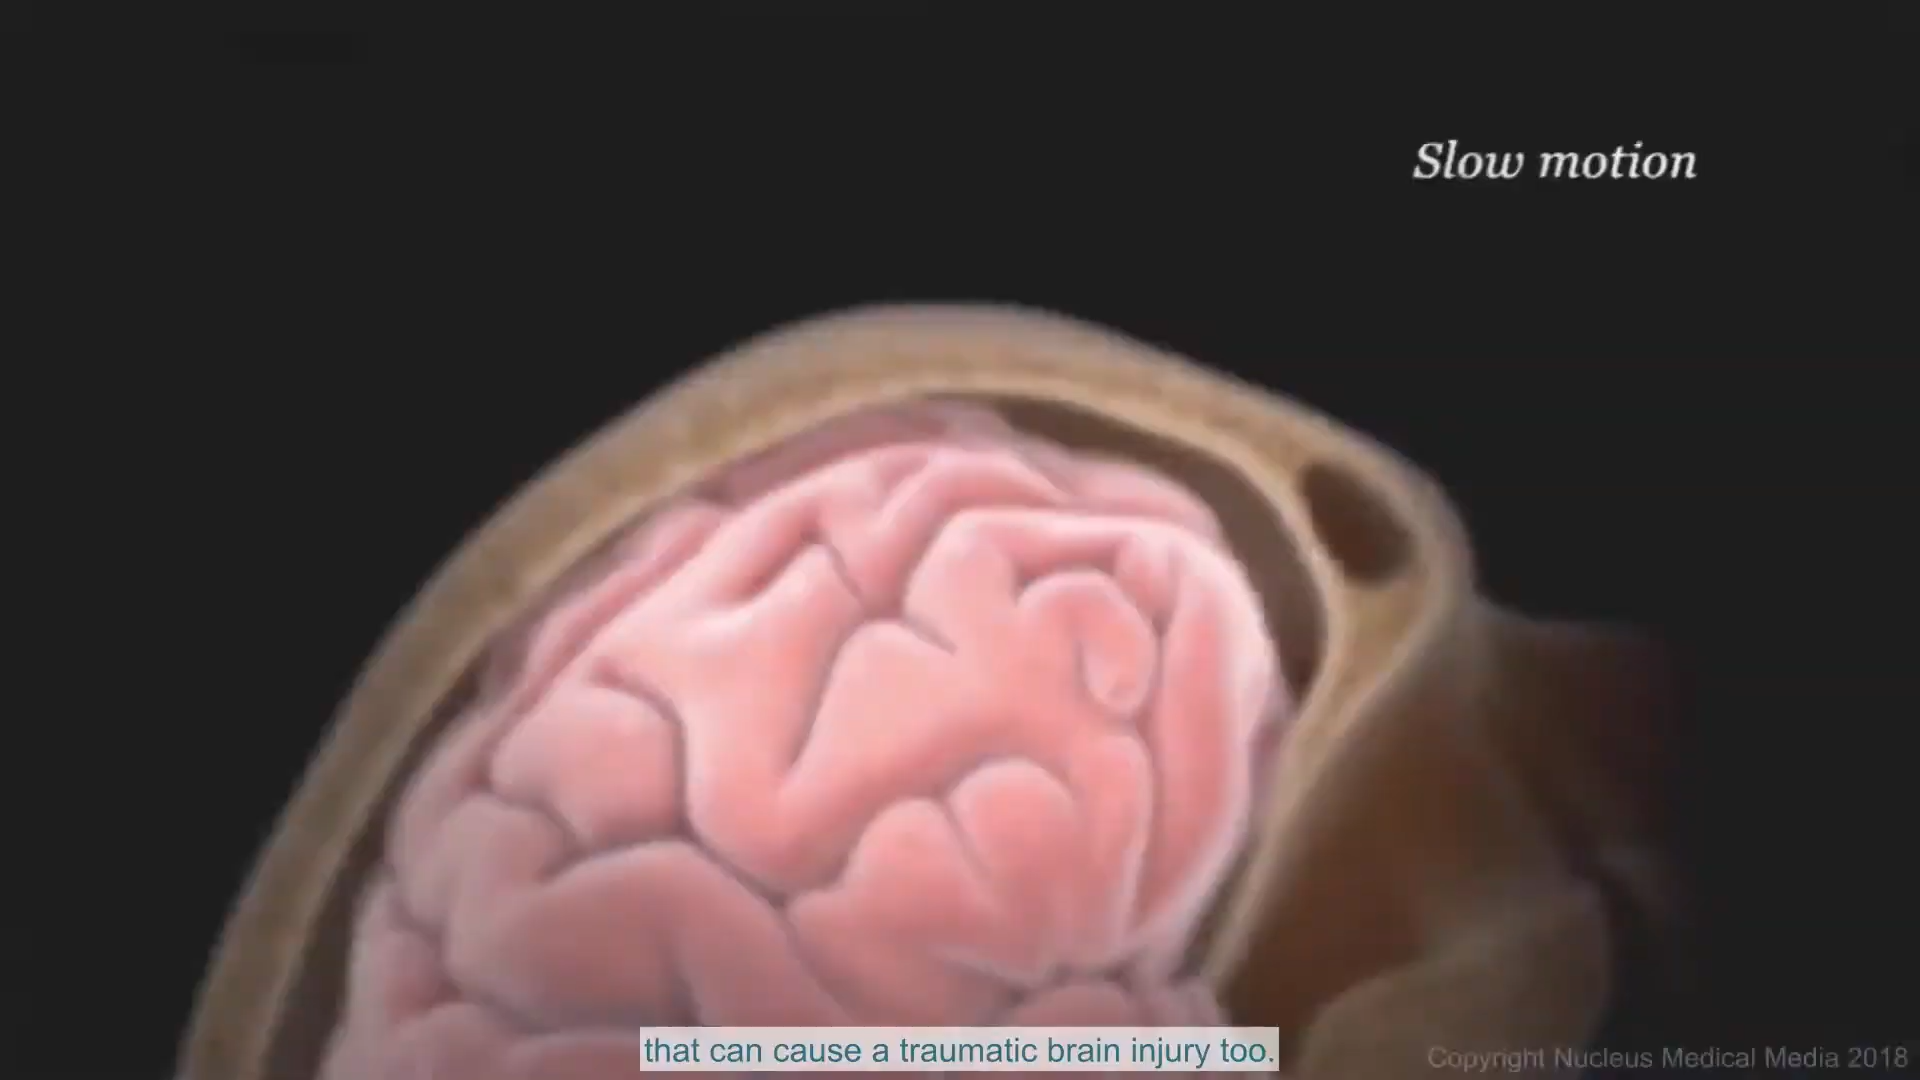 Slow motion
that can cause a traumatic brain injury too.
Copyright Nucleus Medical Media 2018